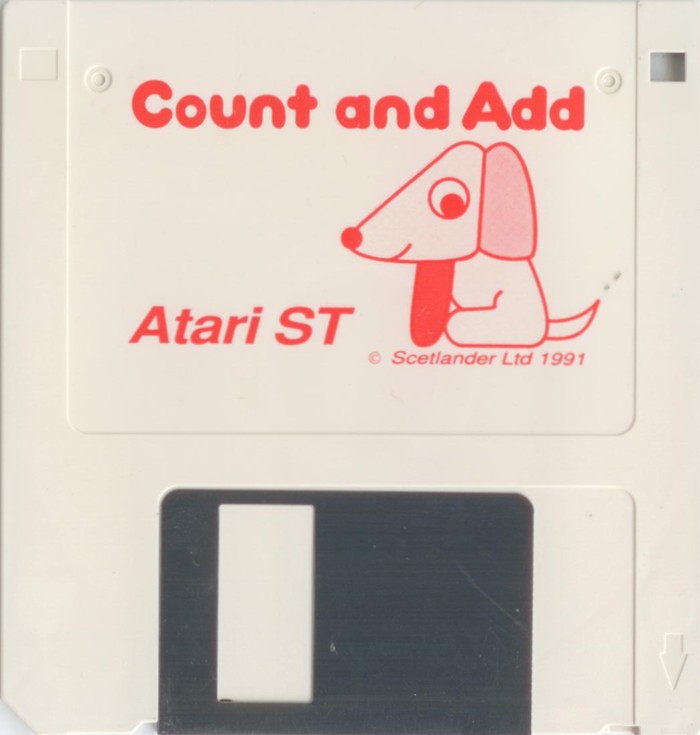 Count and Add
Atari ST
© Scetlander Ltd 1991